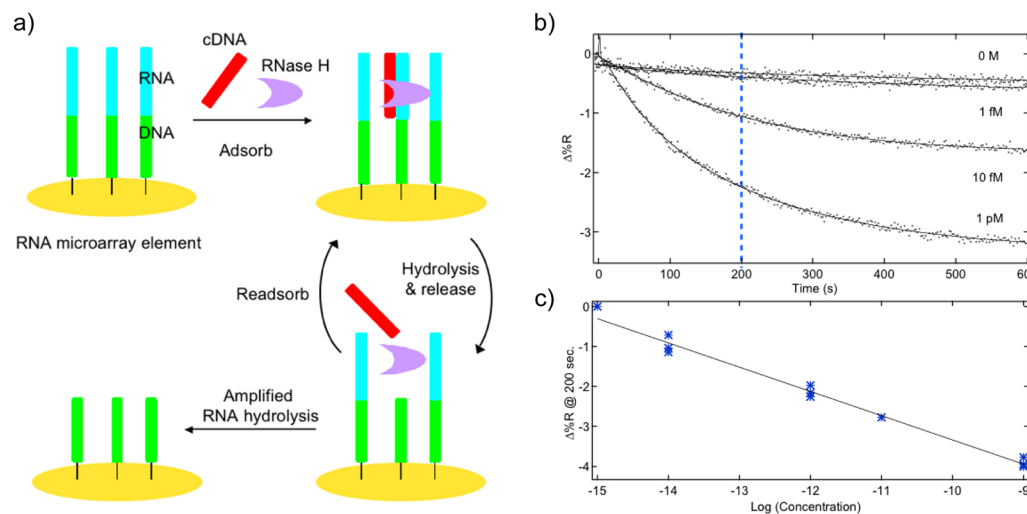 a)
cDNA
RNase H
RNA
DNA
Adsorb
RNA microarray element
Readsorb
Hydrolysis
& release
Amplified
RNA hydrolysis
b)
0
-1
-2
-3
Δ%R
0 M
1 fM
10 fM
1 pM
0
100
200
300
400
500
600
Time (s)
c)
0
-1
-2
-3
-4
Δ%R @ 200 sec.
-15
-14
-13
-12
-11
-10
-9
Log (Concentration)